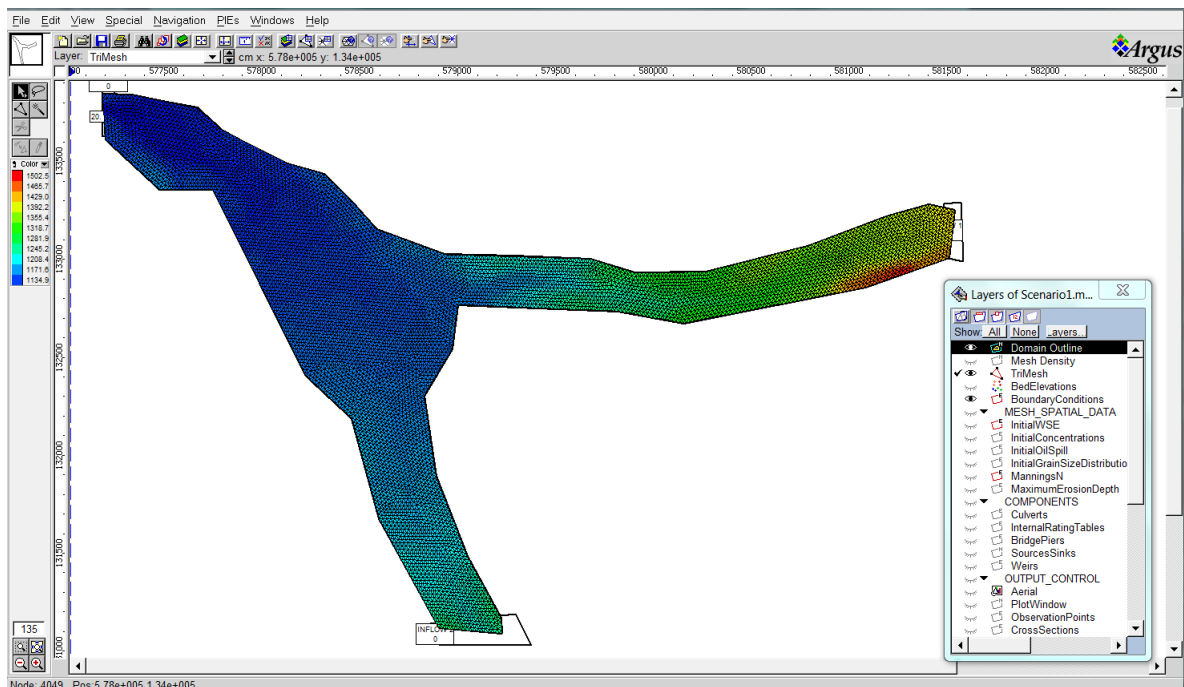 File Edit View Special Navigation PIEs Windows Help
Layer: TriMesh cm x: 5.78e+005 y: 1.34e+005
Argus
577500 578000 578500 579000 579500 580000 580500 581000 581500 582000 582500
0
20.
133500
133000
132500
132000
131500
Color
1502.5
1465.7
1429.0
1392.2
1355.4
1318.7
1281.9
1245.2
1208.4
1171.6
1134.9
1
INFLOW
0
Layers of Scenario1.m...
Show: All None Layers..
Domain Outline
Mesh Density
TriMesh
BedElevations
BoundaryConditions
MESH_SPATIAL_DATA
InitialWSE
InitialConcentrations
InitialOilSpill
InitialGrainSizeDistributio
ManningsN
MaximumErosionDepth
COMPONENTS
Culverts
InternalRatingTables
BridgePiers
SourcesSinks
Weirs
OUTPUT_CONTROL
Aerial
PlotWindow
ObservationPoints
CrossSections
135
Node: 4049 Pos:5.78e+005,1.34e+005